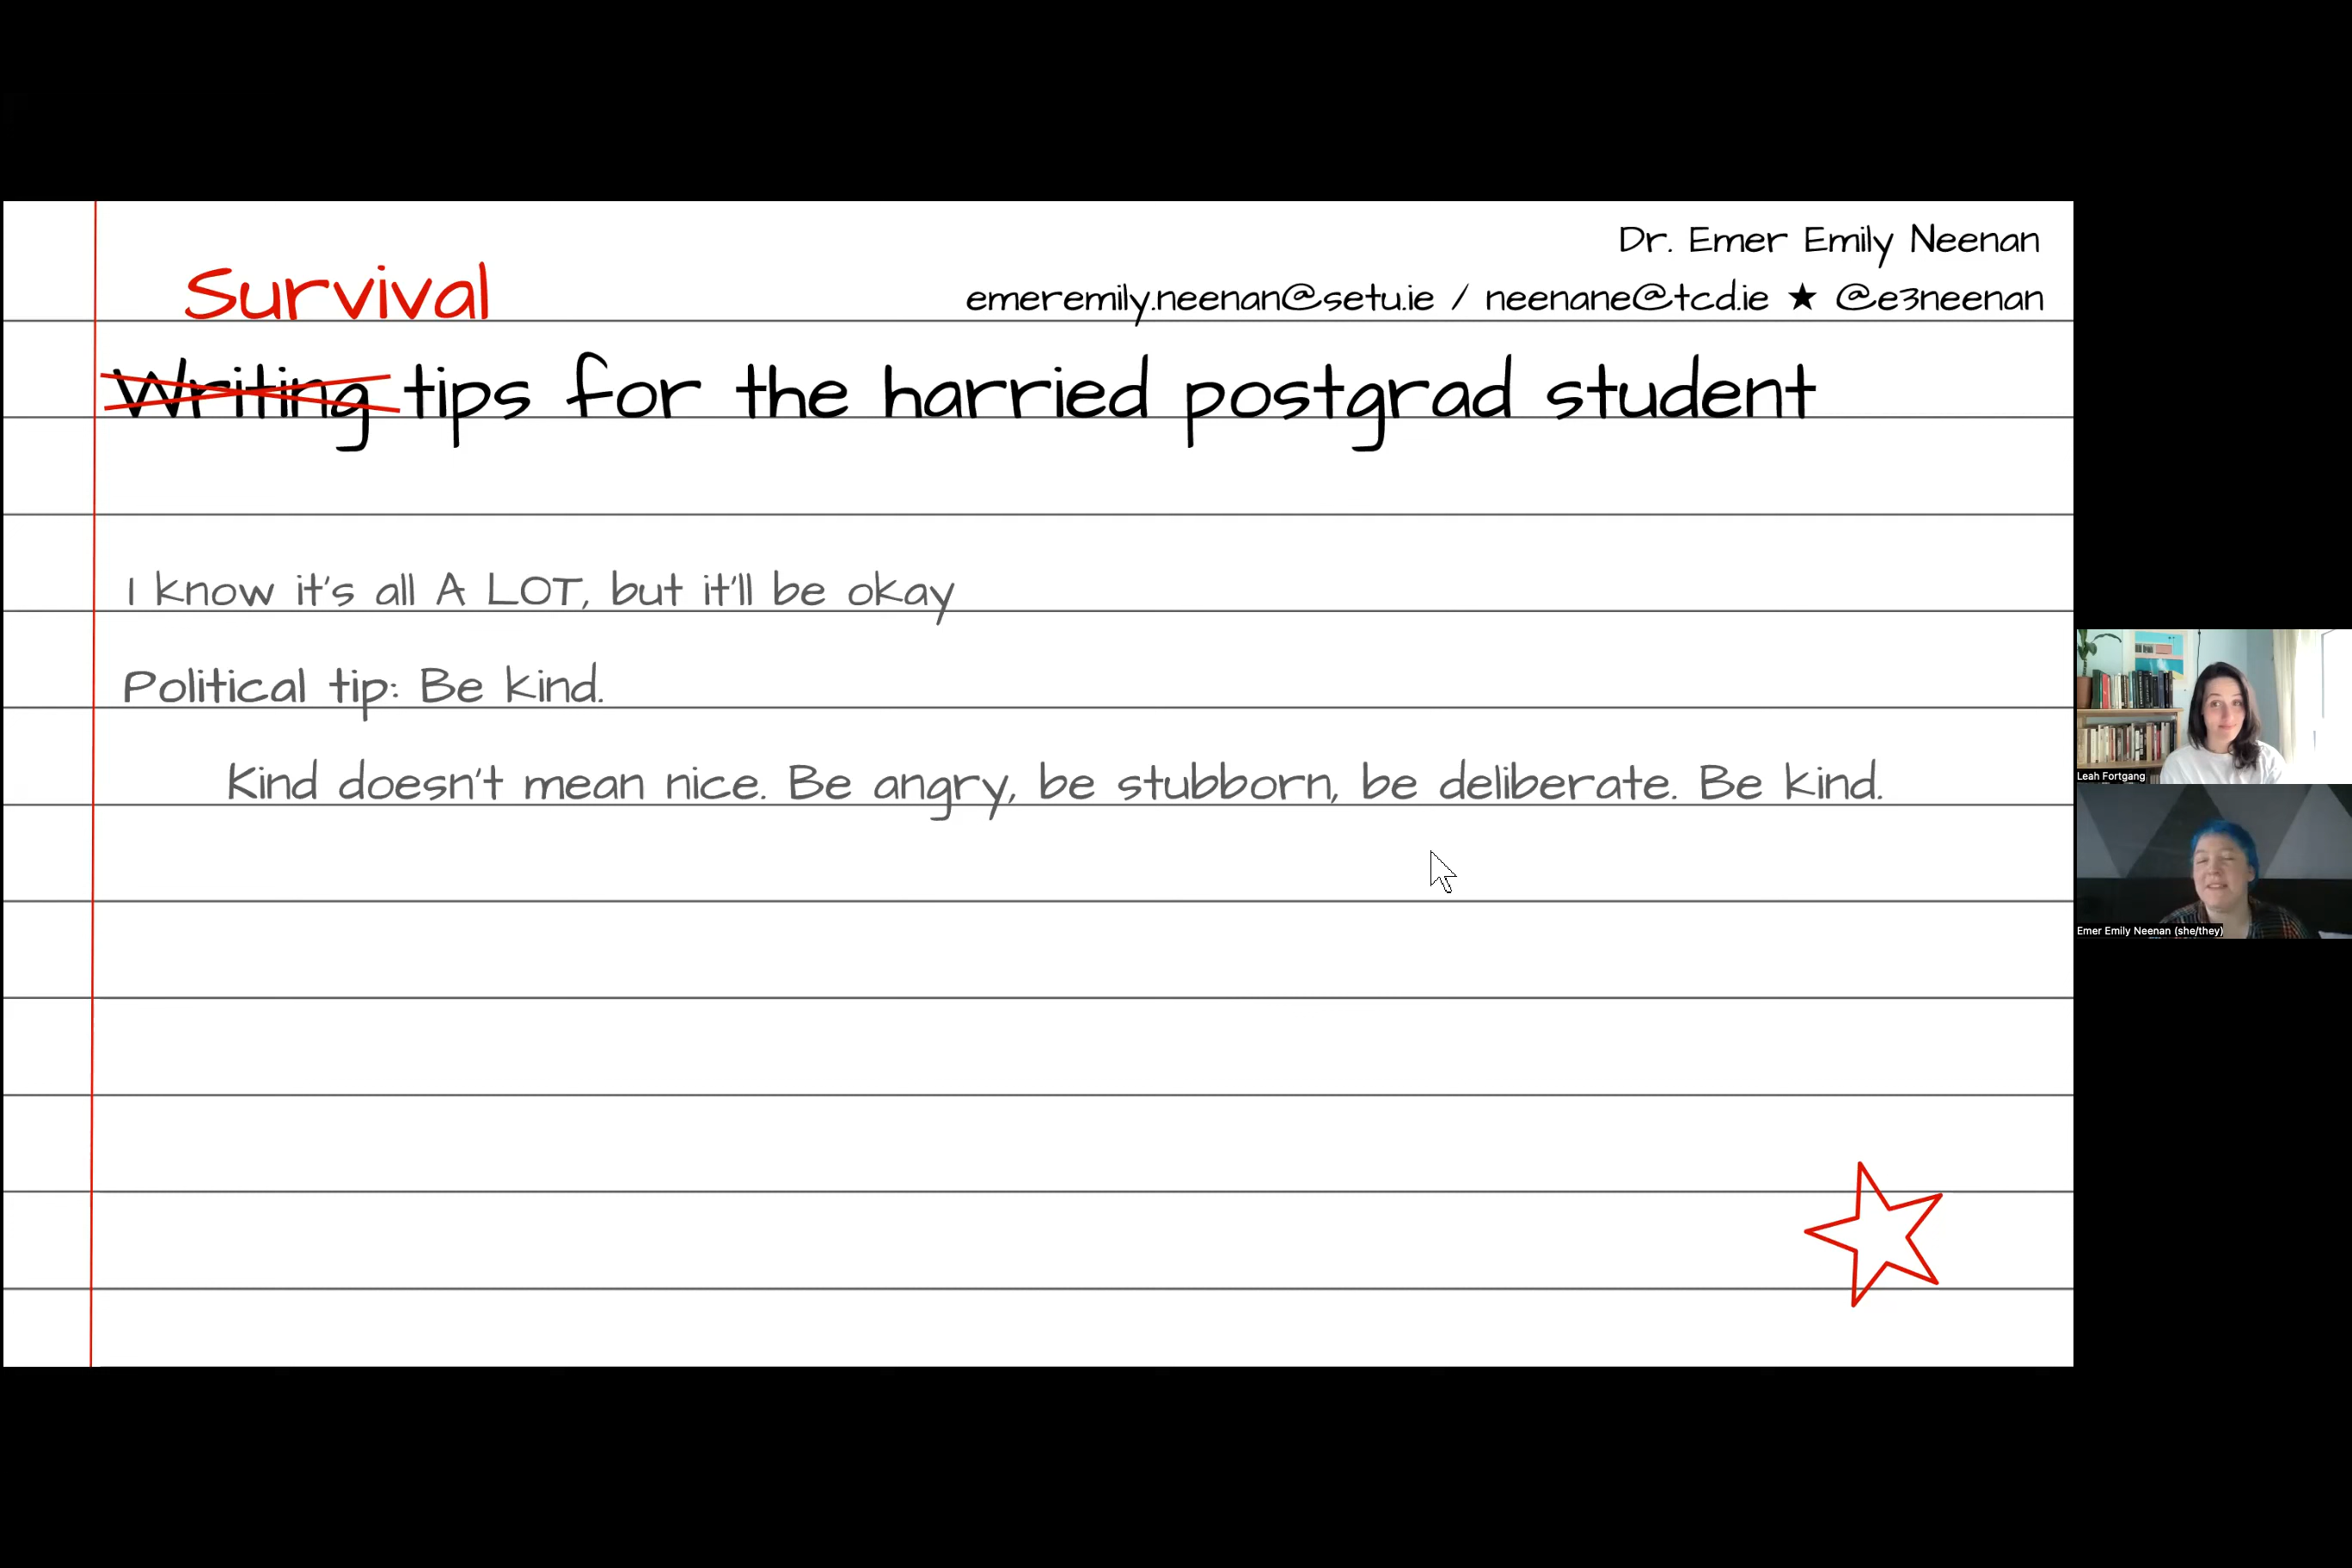 Dr. Emer Emily Neenan
emeremily.neenan@setu.ie / neenane@tcd.ie ★ @e3neenan
Survival
Writing tips for the harried postgrad student
I know it's all A LOT, but it'll be okay
Political tip: Be kind.
Kind doesn't mean nice. Be angry, be stubborn, be deliberate. Be kind.
Leah Fortgang
Emer Emily Neenan (she/they)